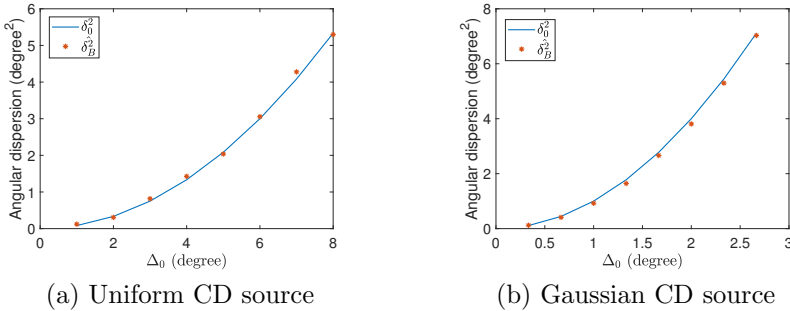 6
5
4
3
2
1
0
Angular dispersion (degree²)
δ₀²
δ̂_B²
0 2 4 6 8
Δ₀ (degree)
(a) Uniform CD source
8
6
4
2
0
Angular dispersion (degree²)
δ₀²
δ̂_B²
0 0.5 1 1.5 2 2.5 3
Δ₀ (degree)
(b) Gaussian CD source